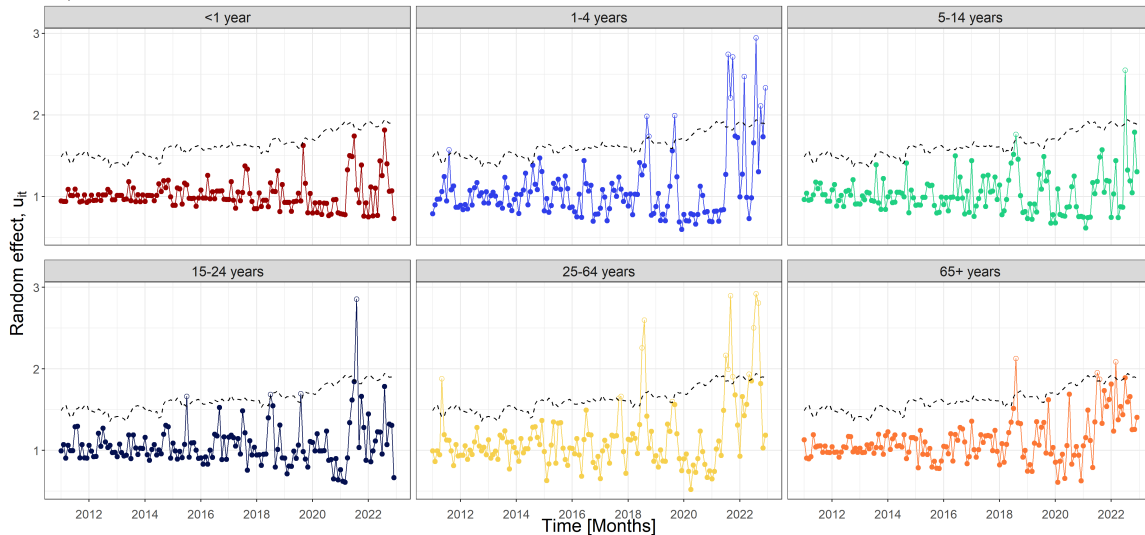 <1 year
1-4 years
5-14 years
3
2
1
15-24 years
25-64 years
65+ years
3
2
1
2012 2014 2016 2018 2020 2022
2012 2014 2016 2018 2020 2022
2012 2014 2016 2018 2020 2022
Random effect, uit
Time [Months]